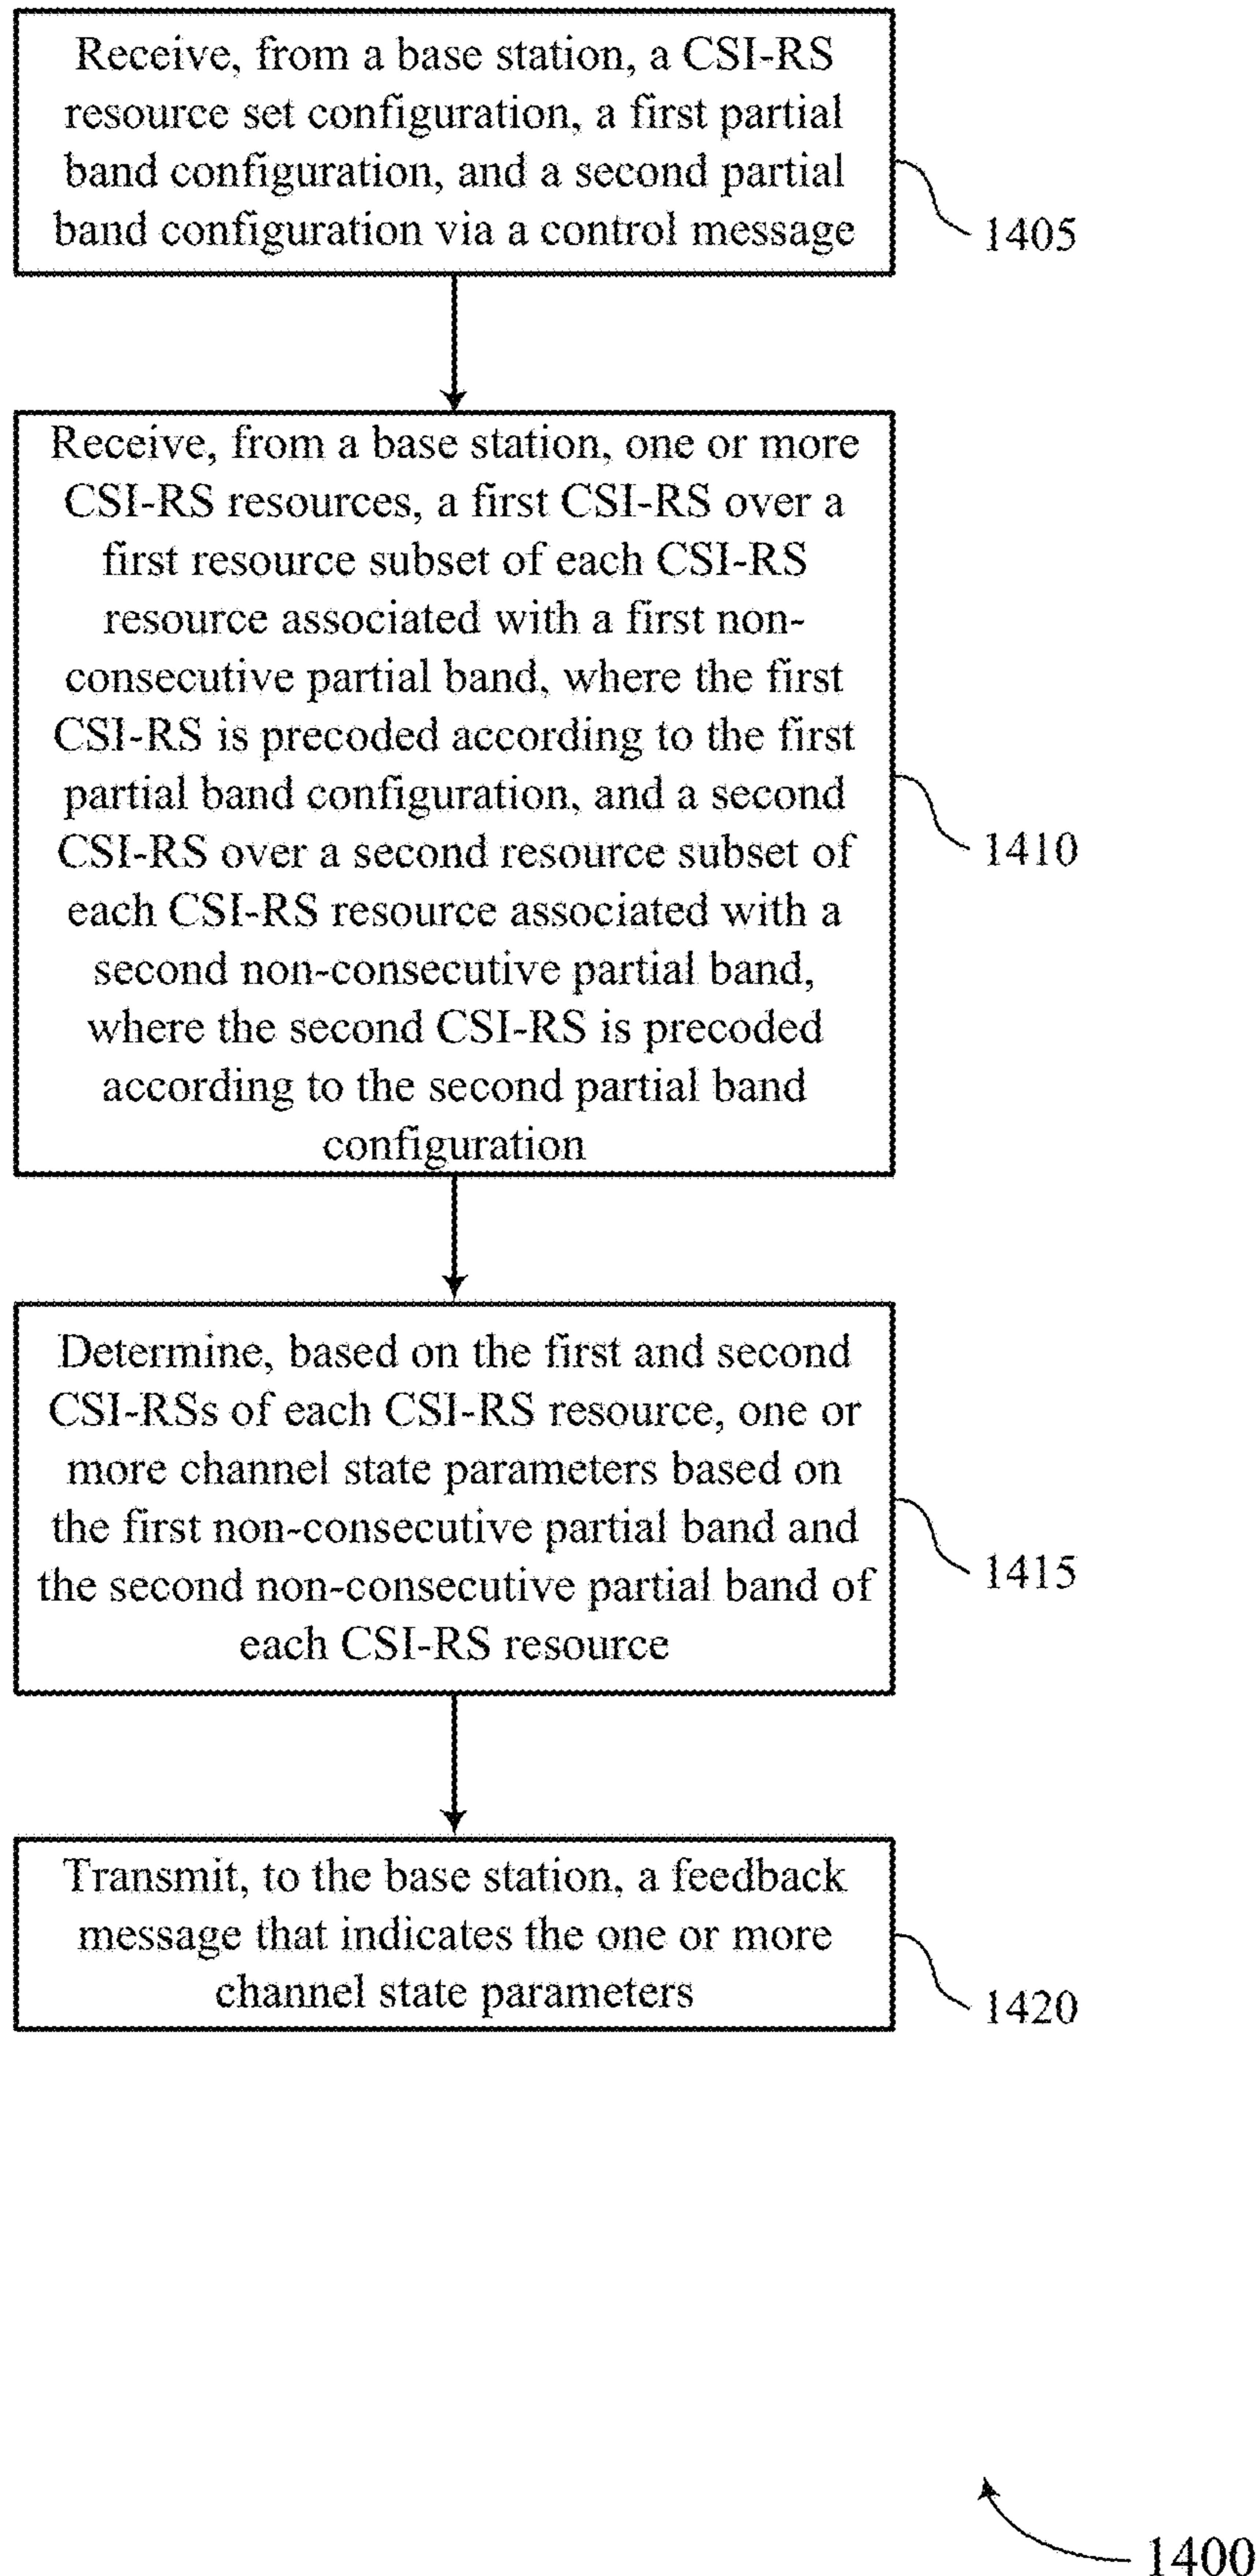 Receive, from a base station, a CSI-RS
resource set configuration, a first partial
band configuration, and a second partial
band configuration via a control message
1405
Receive, from a base station, one or more
CSI-RS resources, a first CSI-RS over a
first resource subset of each CSI-RS
resource associated with a first non-
consecutive partial band, where the first
CSI-RS is precoded according to the first
partial band configuration, and a second
CSI-RS over a second resource subset of
each CSI-RS resource associated with a
second non-consecutive partial band,
where the second CSI-RS is precoded
according to the second partial band
configuration
1410
Determine, based on the first and second
CSI-RSs of each CSI-RS resource, one or
more channel state parameters based on
the first non-consecutive partial band and
the second non-consecutive partial band of
each CSI-RS resource
1415
Transmit, to the base station, a feedback
message that indicates the one or more
channel state parameters
1420
1400